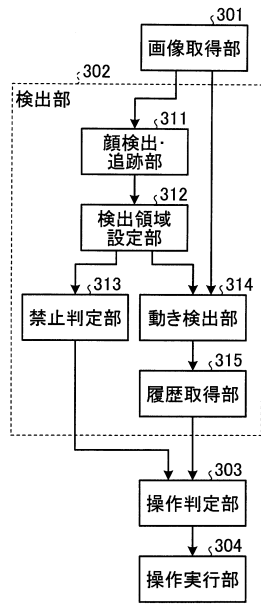 301
画像取得部
302
検出部
311
顔検出・
追跡部
312
検出領域
設定部
313
禁止判定部
314
動き検出部
315
履歴取得部
303
操作判定部
304
操作実行部